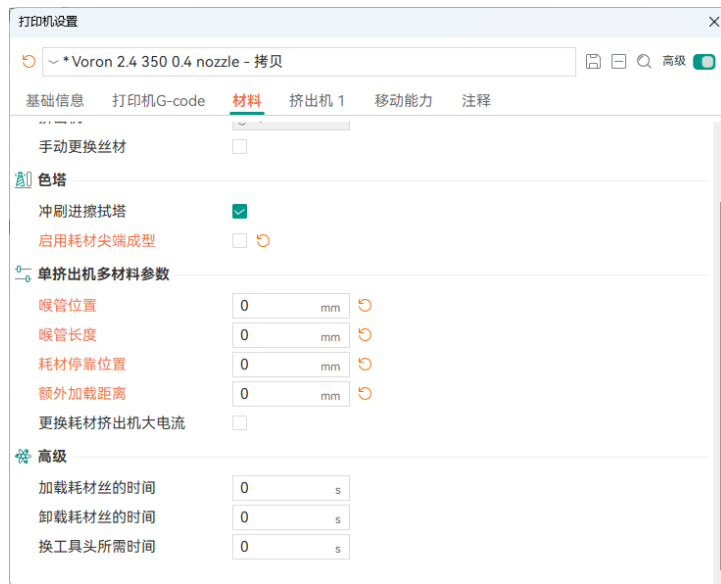 打印机设置
* Voron 2.4 350 0.4 nozzle - 拷贝
高级
基础信息 打印机G-code 材料 挤出机 1 移动能力 注释
手动更换丝材
色塔
冲刷进擦拭塔
启用耗材尖端成型
单挤出机多材料参数
喉管位置 0 mm
喉管长度 0 mm
耗材停靠位置 0 mm
额外加载距离 0 mm
更换耗材挤出机大电流
高级
加载耗材丝的时间 0 s
卸载耗材丝的时间 0 s
换工具头所需时间 0 s